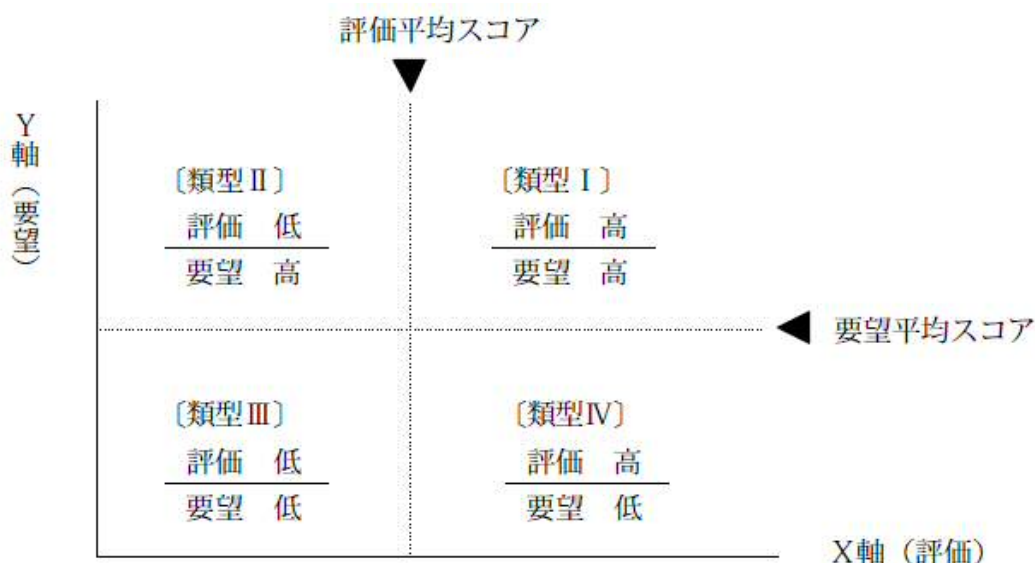 評価平均スコア
Y軸（要望）
〔類型Ⅱ〕
評価　低
要望　高
〔類型Ⅰ〕
評価　高
要望　高
要望平均スコア
〔類型Ⅲ〕
評価　低
要望　低
〔類型Ⅳ〕
評価　高
要望　低
X軸（評価）